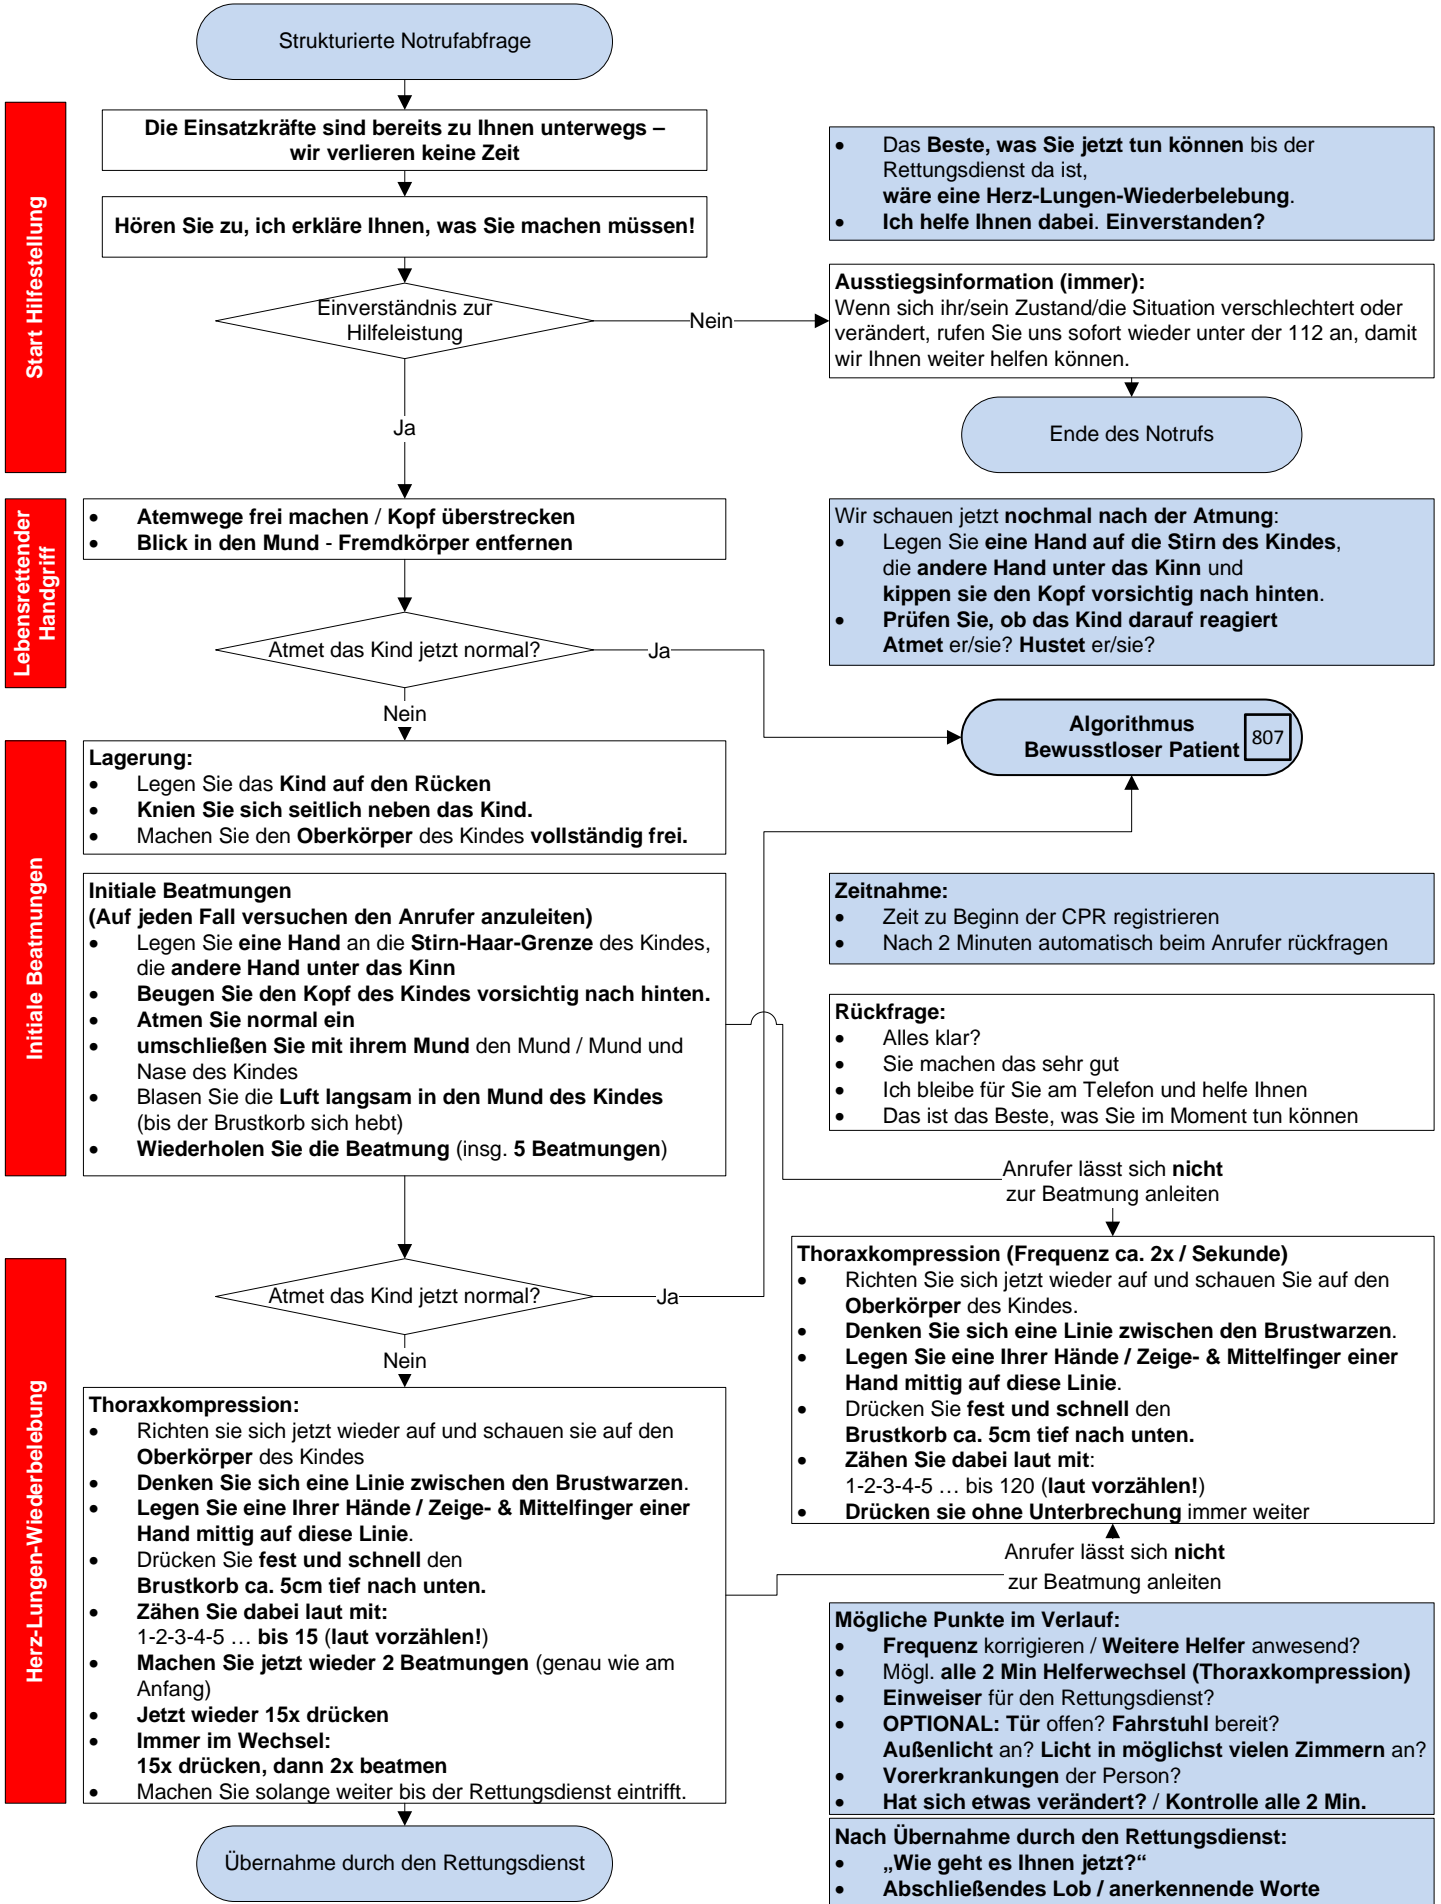 Strukturierte Notrufabfrage
Start Hilfestellung
Die Einsatzkräfte sind bereits zu Ihnen unterwegs –
wir verlieren keine Zeit
Hören Sie zu, ich erkläre Ihnen, was Sie machen müssen!
• Das Beste, was Sie jetzt tun können bis der
Rettungsdienst da ist,
wäre eine Herz-Lungen-Wiederbelebung.
• Ich helfe Ihnen dabei. Einverstanden?
Einverständnis zur
Hilfeleistung
Nein
Ausstiegsinformation (immer):
Wenn sich ihr/sein Zustand/die Situation verschlechtert oder
verändert, rufen Sie uns sofort wieder unter der 112 an, damit
wir Ihnen weiter helfen können.
Ja
Ende des Notrufs
Lebensrettender
Handgriff
• Atemwege frei machen / Kopf überstrecken
• Blick in den Mund - Fremdkörper entfernen
Wir schauen jetzt nochmal nach der Atmung:
• Legen Sie eine Hand auf die Stirn des Kindes,
die andere Hand unter das Kinn und
kippen sie den Kopf vorsichtig nach hinten.
• Prüfen Sie, ob das Kind darauf reagiert
Atmet er/sie? Hustet er/sie?
Atmet das Kind jetzt normal?
Ja
Nein
Algorithmus
Bewusstloser Patient
807
Initiale Beatmungen
Lagerung:
• Legen Sie das Kind auf den Rücken
• Knien Sie sich seitlich neben das Kind.
• Machen Sie den Oberkörper des Kindes vollständig frei.
Initiale Beatmungen
(Auf jeden Fall versuchen den Anrufer anzuleiten)
• Legen Sie eine Hand an die Stirn-Haar-Grenze des Kindes,
die andere Hand unter das Kinn
• Beugen Sie den Kopf des Kindes vorsichtig nach hinten.
• Atmen Sie normal ein
• umschließen Sie mit ihrem Mund den Mund / Mund und
Nase des Kindes
• Blasen Sie die Luft langsam in den Mund des Kindes
(bis der Brustkorb sich hebt)
• Wiederholen Sie die Beatmung (insg. 5 Beatmungen)
Zeitnahme:
• Zeit zu Beginn der CPR registrieren
• Nach 2 Minuten automatisch beim Anrufer rückfragen
Rückfrage:
• Alles klar?
• Sie machen das sehr gut
• Ich bleibe für Sie am Telefon und helfe Ihnen
• Das ist das Beste, was Sie im Moment tun können
Anrufer lässt sich nicht
zur Beatmung anleiten
Herz-Lungen-Wiederbelebung
Atmet das Kind jetzt normal?
Ja
Nein
Thoraxkompression (Frequenz ca. 2x / Sekunde)
• Richten Sie sich jetzt wieder auf und schauen Sie auf den
Oberkörper des Kindes.
• Denken Sie sich eine Linie zwischen den Brustwarzen.
• Legen Sie eine Ihrer Hände / Zeige- & Mittelfinger einer
Hand mittig auf diese Linie.
• Drücken Sie fest und schnell den
Brustkorb ca. 5cm tief nach unten.
• Zählen Sie dabei laut mit:
1-2-3-4-5 … bis 120 (laut vorzählen!)
• Drücken sie ohne Unterbrechung immer weiter
Thoraxkompression:
• Richten sie sich jetzt wieder auf und schauen sie auf den
Oberkörper des Kindes
• Denken Sie sich eine Linie zwischen den Brustwarzen.
• Legen Sie eine Ihrer Hände / Zeige- & Mittelfinger einer
Hand mittig auf diese Linie.
• Drücken Sie fest und schnell den
Brustkorb ca. 5cm tief nach unten.
• Zähen Sie dabei laut mit:
1-2-3-4-5 … bis 15 (laut vorzählen!)
• Machen Sie jetzt wieder 2 Beatmungen (genau wie am
Anfang)
• Jetzt wieder 15x drücken
• Immer im Wechsel:
15x drücken, dann 2x beatmen
• Machen Sie solange weiter bis der Rettungsdienst eintrifft.
Anrufer lässt sich nicht
zur Beatmung anleiten
Mögliche Punkte im Verlauf:
• Frequenz korrigieren / Weitere Helfer anwesend?
• Mögl. alle 2 Min Helferwechsel (Thoraxkompression)
• Einweiser für den Rettungsdienst?
• OPTIONAL: Tür offen? Fahrstuhl bereit?
Außenlicht an? Licht in möglichst vielen Zimmern an?
• Vorerkrankungen der Person?
• Hat sich etwas verändert? / Kontrolle alle 2 Min.
Übernahme durch den Rettungsdienst
Nach Übernahme durch den Rettungsdienst:
• „Wie geht es Ihnen jetzt?“
• Abschließendes Lob / anerkennende Worte